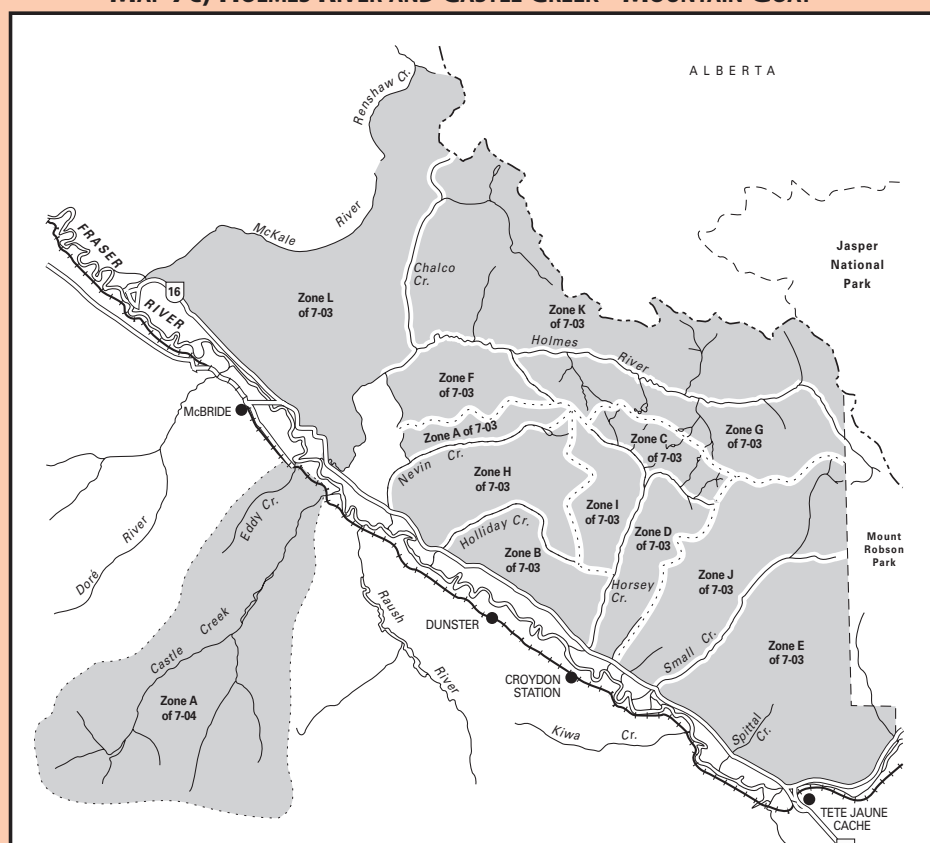 MAP 7C, HOLMES RIVER AND CASTLE CREEK - MOUNTAIN GOAT
ALBERTA
Renshaw Cr.
McKale River
FRASER RIVER
16
Chalco
Cr.
Jasper
National
Park
Zone L
of 7-03
Zone K
of 7-03
Holmes River
Zone F
of 7-03
McBRIDE
Zone A of 7-03
Zone C
of 7-03
Zone G
of 7-03
Nevin Cr.
Zone H
of 7-03
Eddy Cr.
Zone I
of 7-03
Zone D
of 7-03
Holliday Cr.
Doré River
Zone B
of 7-03
Mount
Robson
Park
Zone J
of 7-03
Horsey
Cr.
Raush River
Castle Creek
DUNSTER
Small Cr.
Zone E
of 7-03
CROYDON
STATION
Zone A
of 7-04
Kiwa Cr.
Spittal
Cr.
TETE JAUNE
CACHE